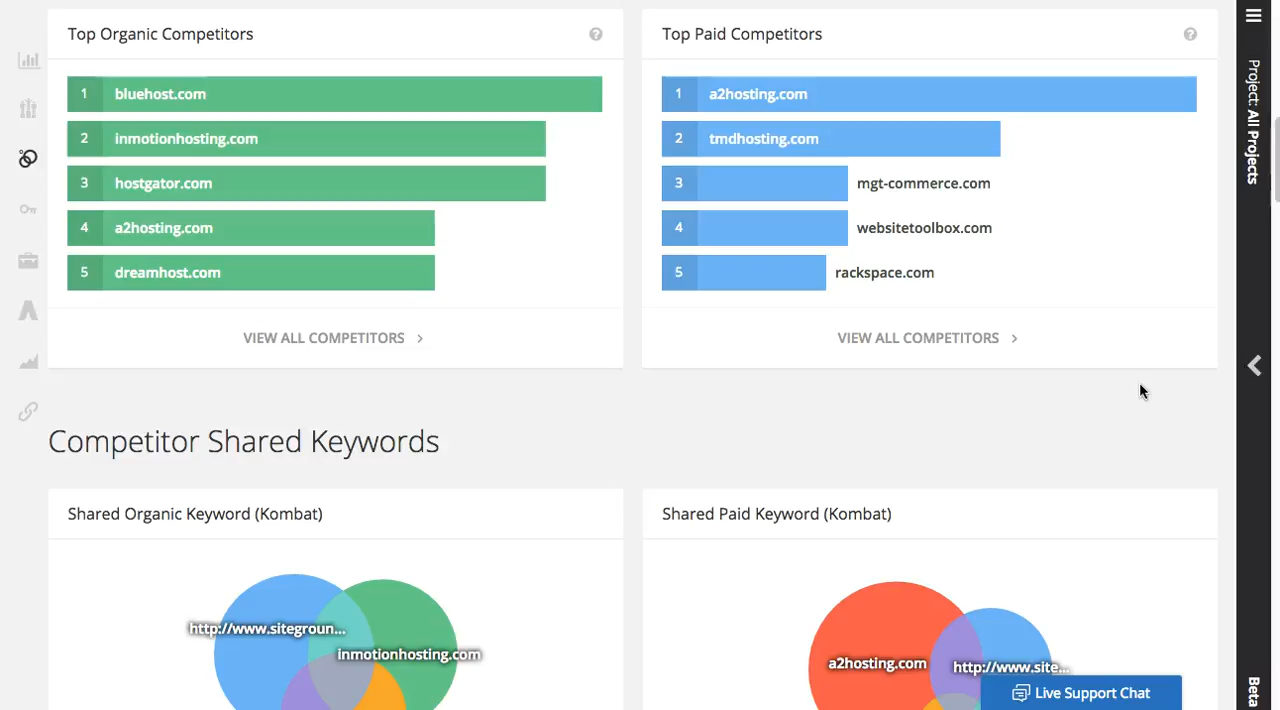 Top Organic Competitors
?
1 bluehost.com
2 inmotionhosting.com
3 hostgator.com
4 a2hosting.com
5 dreamhost.com
VIEW ALL COMPETITORS >
Top Paid Competitors
?
1 a2hosting.com
2 tmdhosting.com
3 mgt-commerce.com
4 websitetoolbox.com
5 rackspace.com
VIEW ALL COMPETITORS >
Competitor Shared Keywords
Shared Organic Keyword (Kombat)
http://www.sitegroun...
inmotionhosting.com
Shared Paid Keyword (Kombat)
a2hosting.com
http://www.site...
Live Support Chat
Project: All Projects
Beta